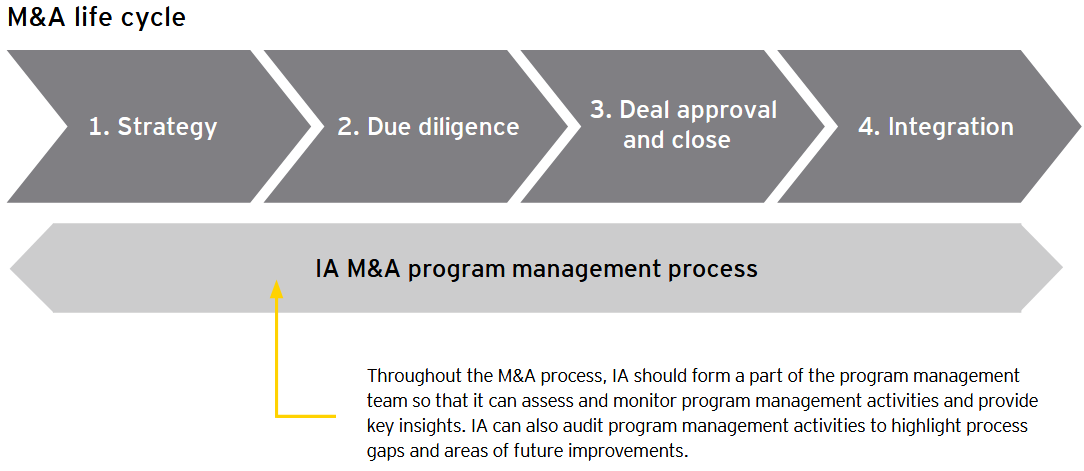 M&A life cycle
1. Strategy
2. Due diligence
3. Deal approval
and close
4. Integration
IA M&A program management process
Throughout the M&A process, IA should form a part of the program management
team so that it can assess and monitor program management activities and provide
key insights. IA can also audit program management activities to highlight process
gaps and areas of future improvements.